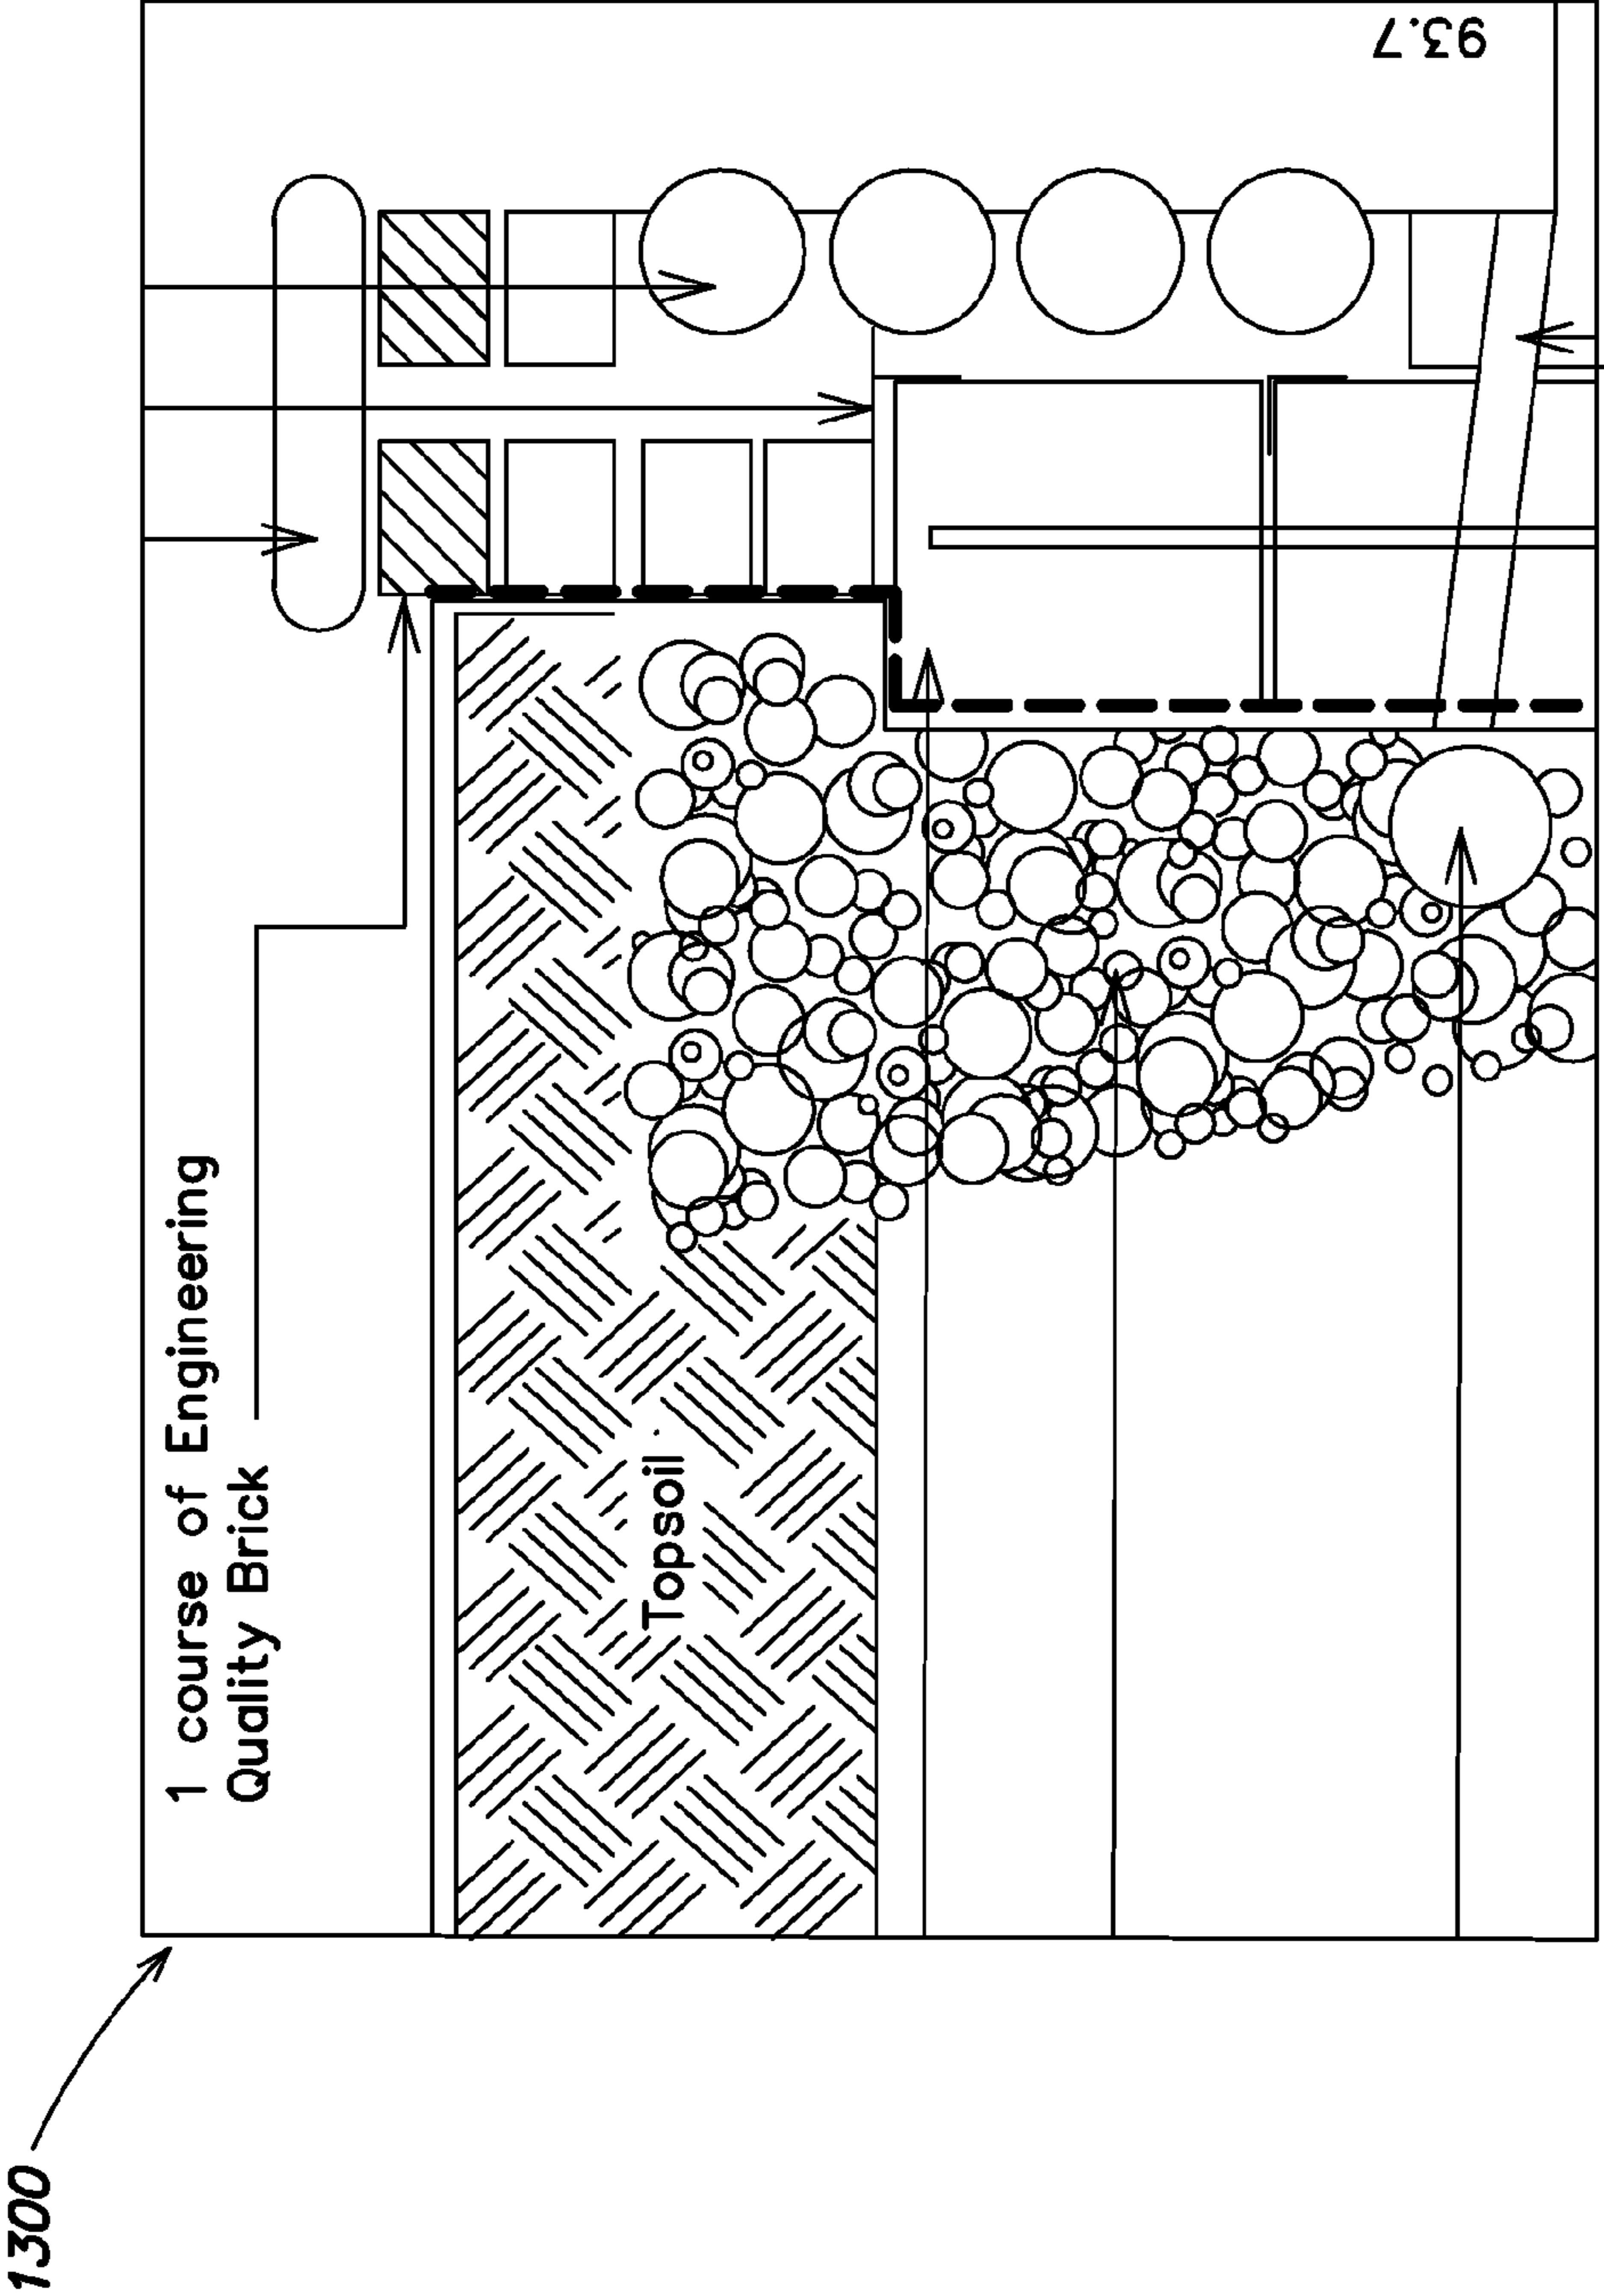 1300
1 course of Engineering
Quality Brick
Topsoil
93.7